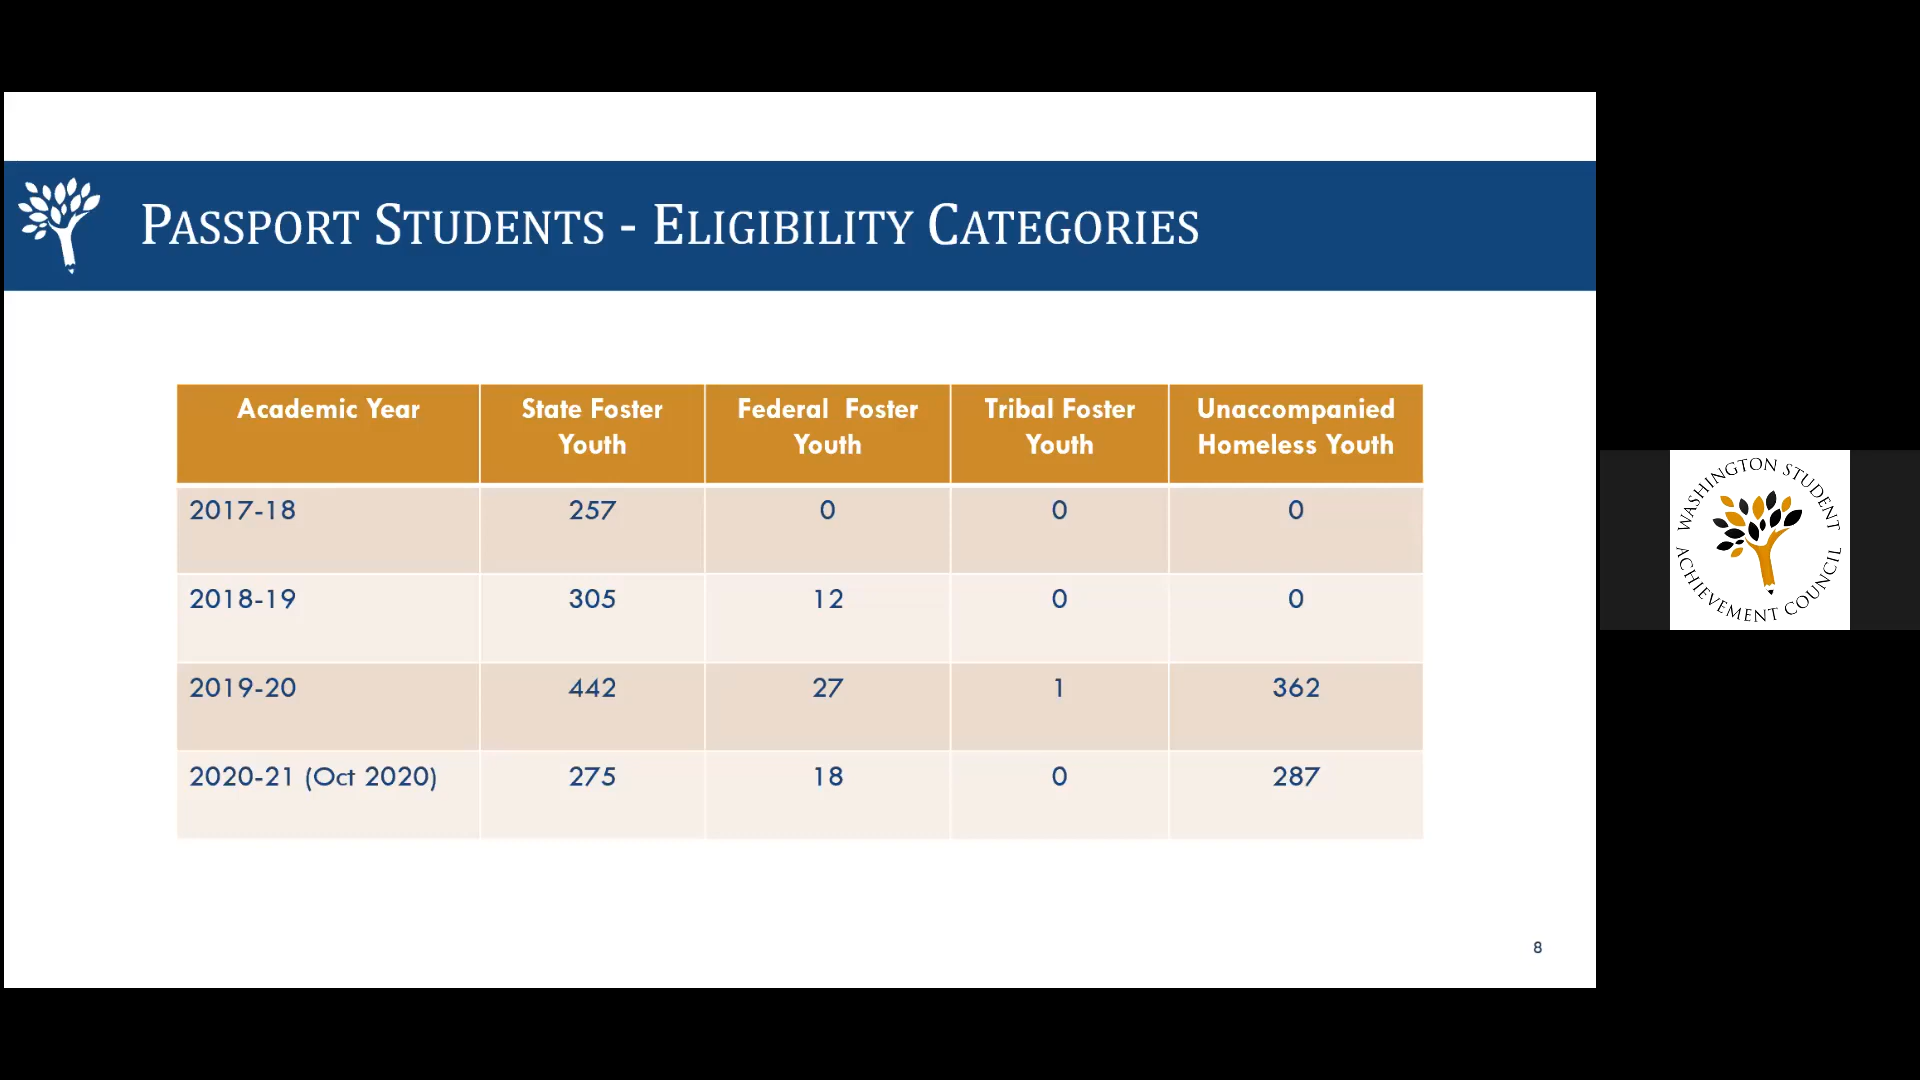 PASSPORT STUDENTS - ELIGIBILITY CATEGORIES
Academic Year
State Foster
Youth
Federal Foster
Youth
Tribal Foster
Youth
Unaccompanied
Homeless Youth
2017-18 257 0 0 0
2018-19 305 12 0 0
2019-20 442 27 1 362
2020-21 (Oct 2020) 275 18 0 287
8
WASHINGTON STUDENT
ACHIEVEMENT COUNCIL